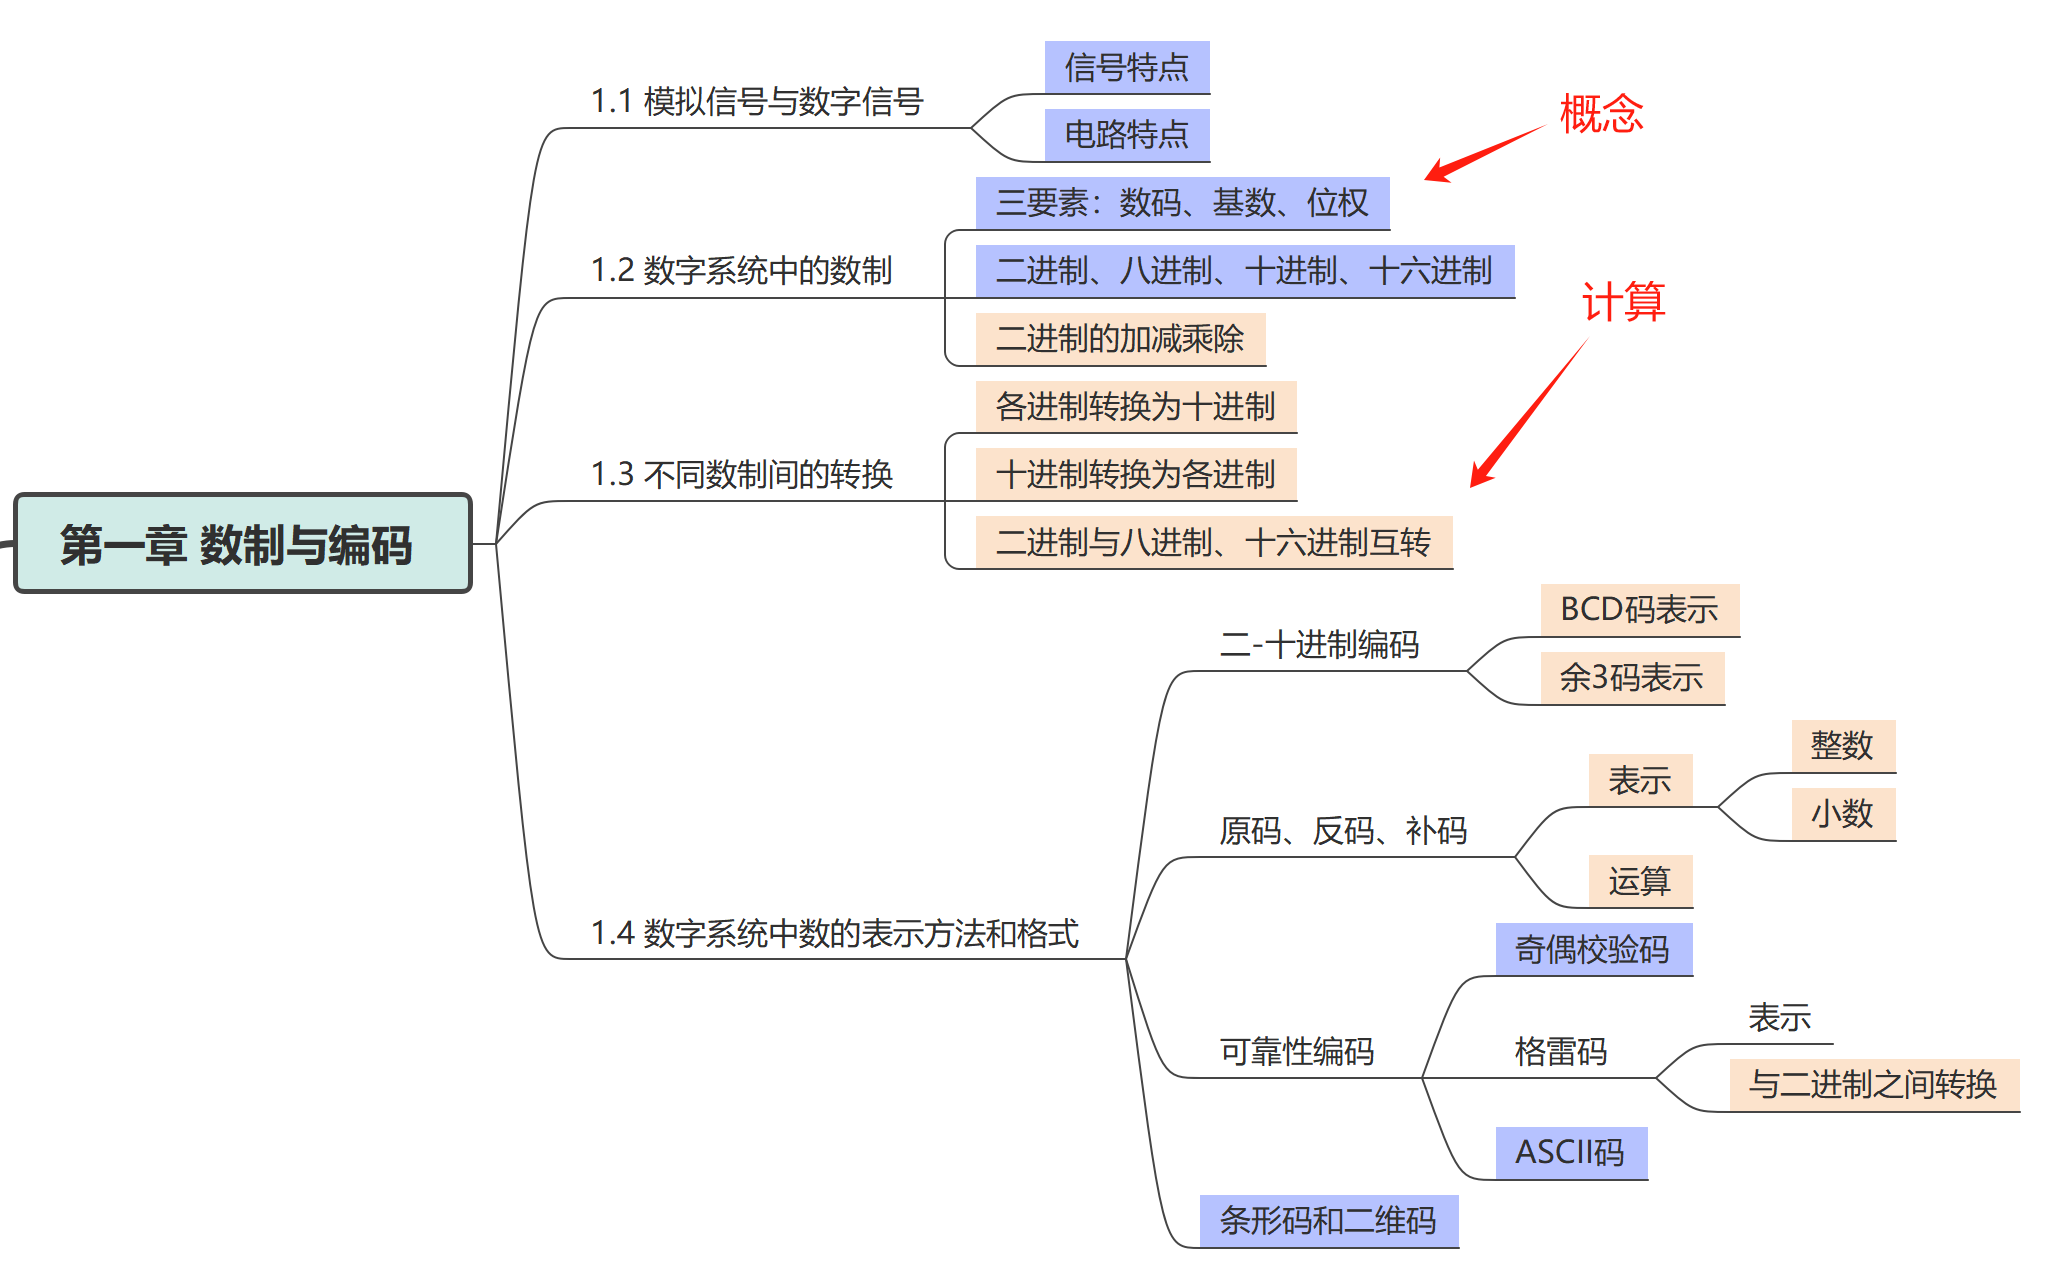 第一章 数制与编码
1.1 模拟信号与数字信号
信号特点
电路特点
概念
1.2 数字系统中的数制
三要素：数码、基数、位权
二进制、八进制、十进制、十六进制
二进制的加减乘除
计算
1.3 不同数制间的转换
各进制转换为十进制
十进制转换为各进制
二进制与八进制、十六进制互转
1.4 数字系统中数的表示方法和格式
二-十进制编码
BCD码表示
余3码表示
原码、反码、补码
表示
整数
小数
运算
可靠性编码
奇偶校验码
格雷码
表示
与二进制之间转换
ASCII码
条形码和二维码